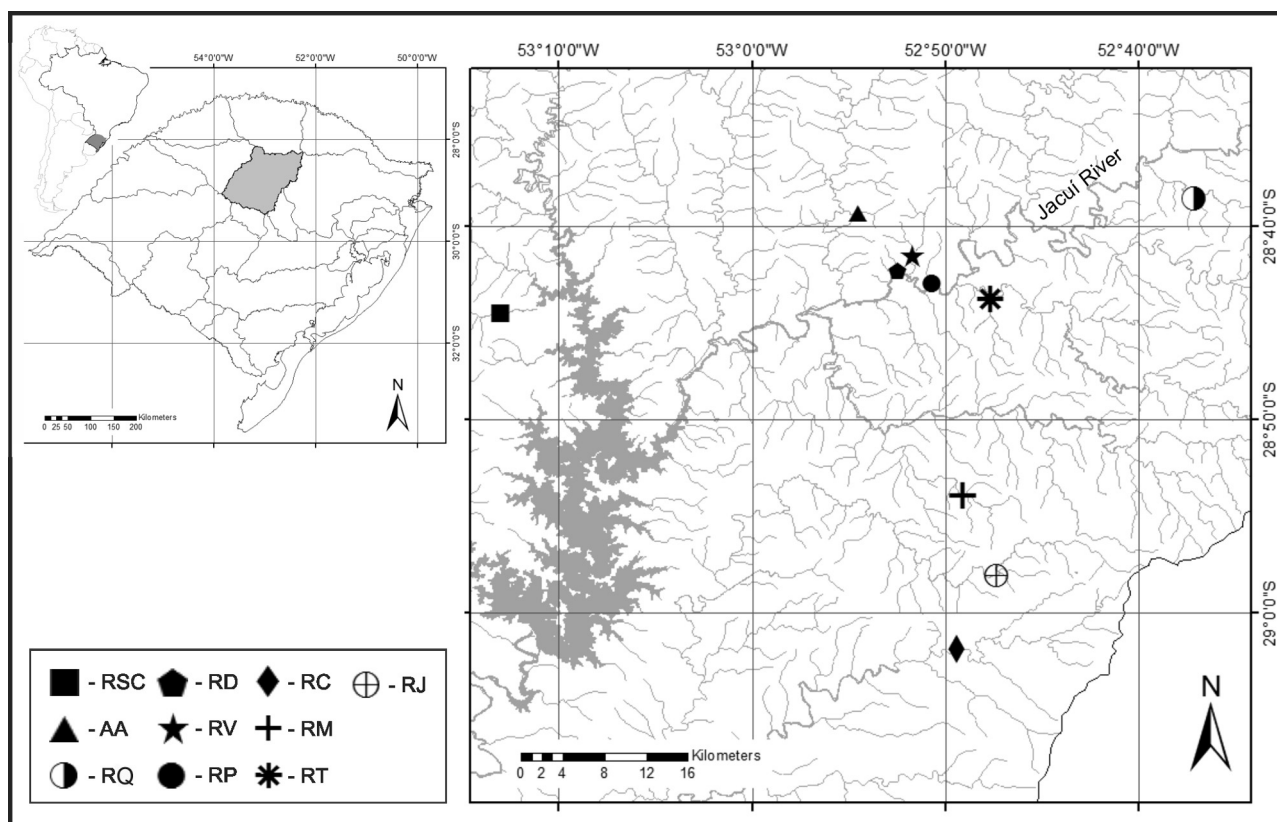 54°0'0"W 52°0'0"W 50°0'0"W
28°0'0"S
30°0'0"S
32°0'0"S
N
Kilometers
0 25 50 100 150 200
53°10'0"W 53°0'0"W 52°50'0"W 52°40'0"W
Jacuí River
28°40'0"S
28°50'0"S
29°0'0"S
N
Kilometers
0 2 4 8 12 16
- RSC - RD - RC - RJ
- AA - RV - RM
- RQ - RP - RT